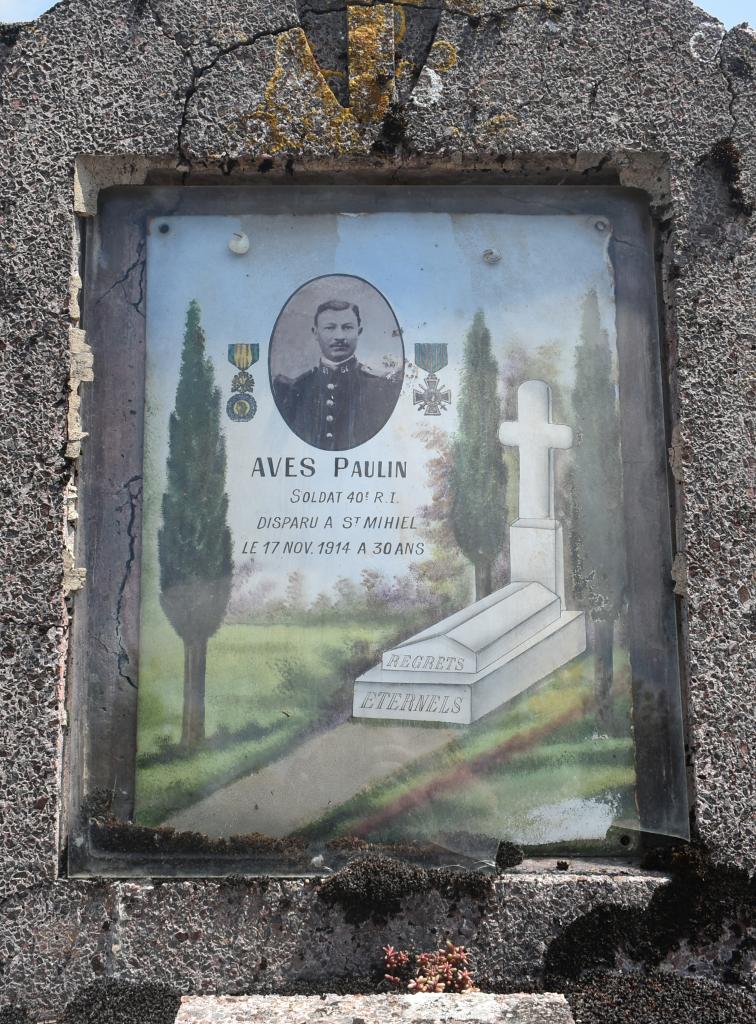 AVES PAULIN
SOLDAT 40E R.I.
DISPARU A ST MIHIEL
LE 17 NOV. 1914 A 30 ANS
REGRETS
ETERNELS